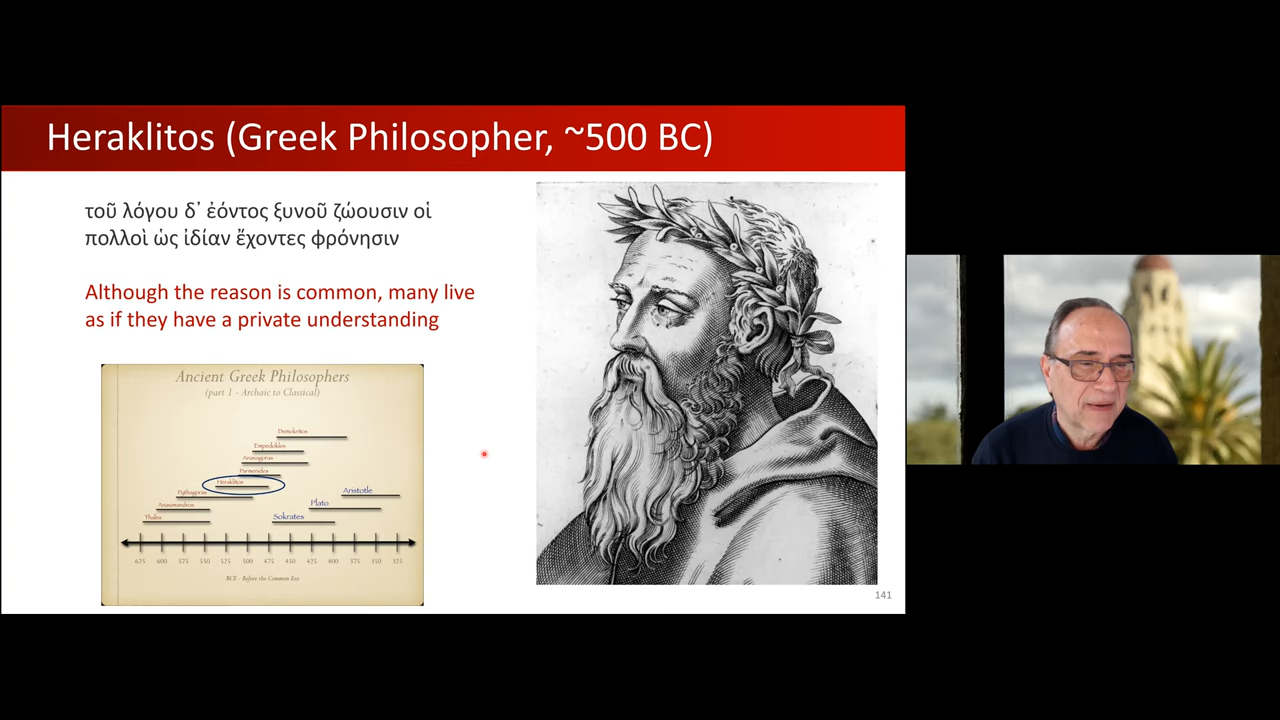 Heraklitos (Greek Philosopher, ~500 BC)
τοῦ λόγου δ᾽ ἐόντος ξυνοῦ ζώουσιν οἱ
πολλοὶ ὡς ἰδίαν ἔχοντες φρόνησιν
Although the reason is common, many live
as if they have a private understanding
Ancient Greek Philosophers
(part 1 - Archaic to Classical)
Demokritos
Empedokles
Anaxagoras
Parmenides
Heraklitos
Pythagoras
Aristotle
Anaximandros
Plato
Thales
Sokrates
625 600 575 550 525 500 475 450 425 400 375 350 325
BCE - Before the Common Era
141